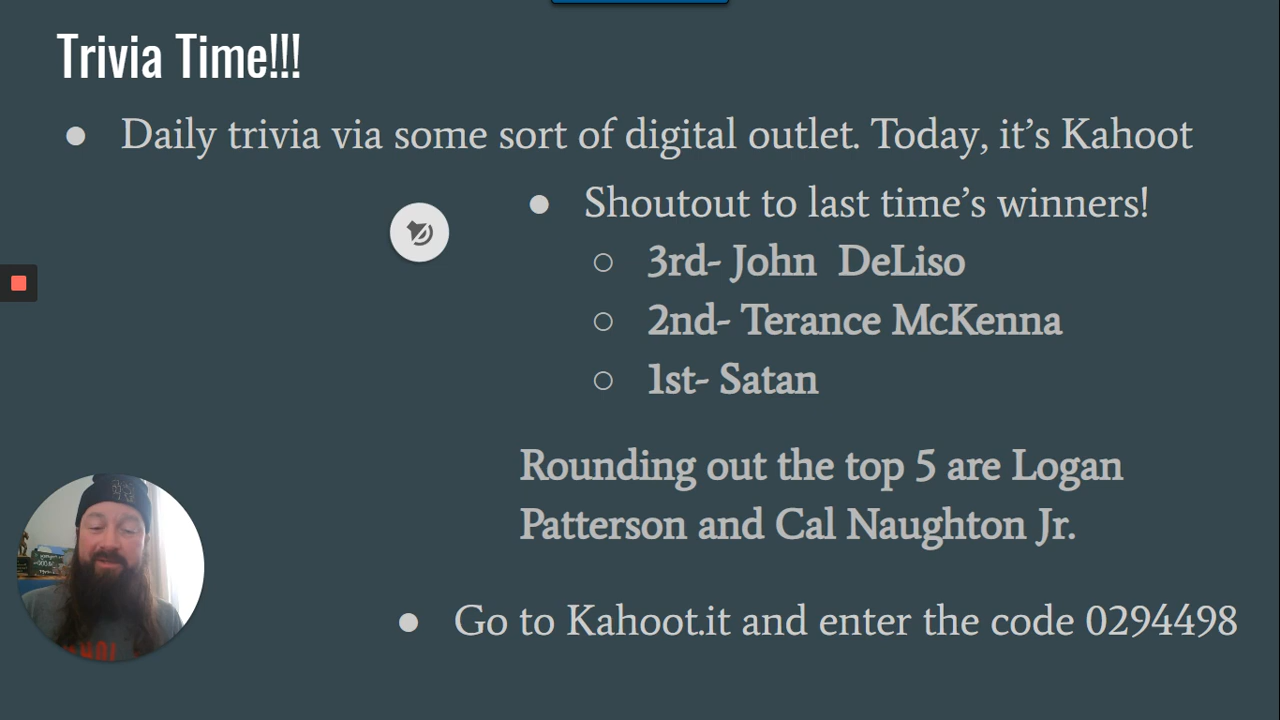 Trivia Time!!!
● Daily trivia via some sort of digital outlet. Today, it’s Kahoot
● Shoutout to last time’s winners!
○ 3rd- John  DeLiso
○ 2nd- Terance McKenna
○ 1st- Satan
Rounding out the top 5 are Logan
Patterson and Cal Naughton Jr.
● Go to Kahoot.it and enter the code 0294498